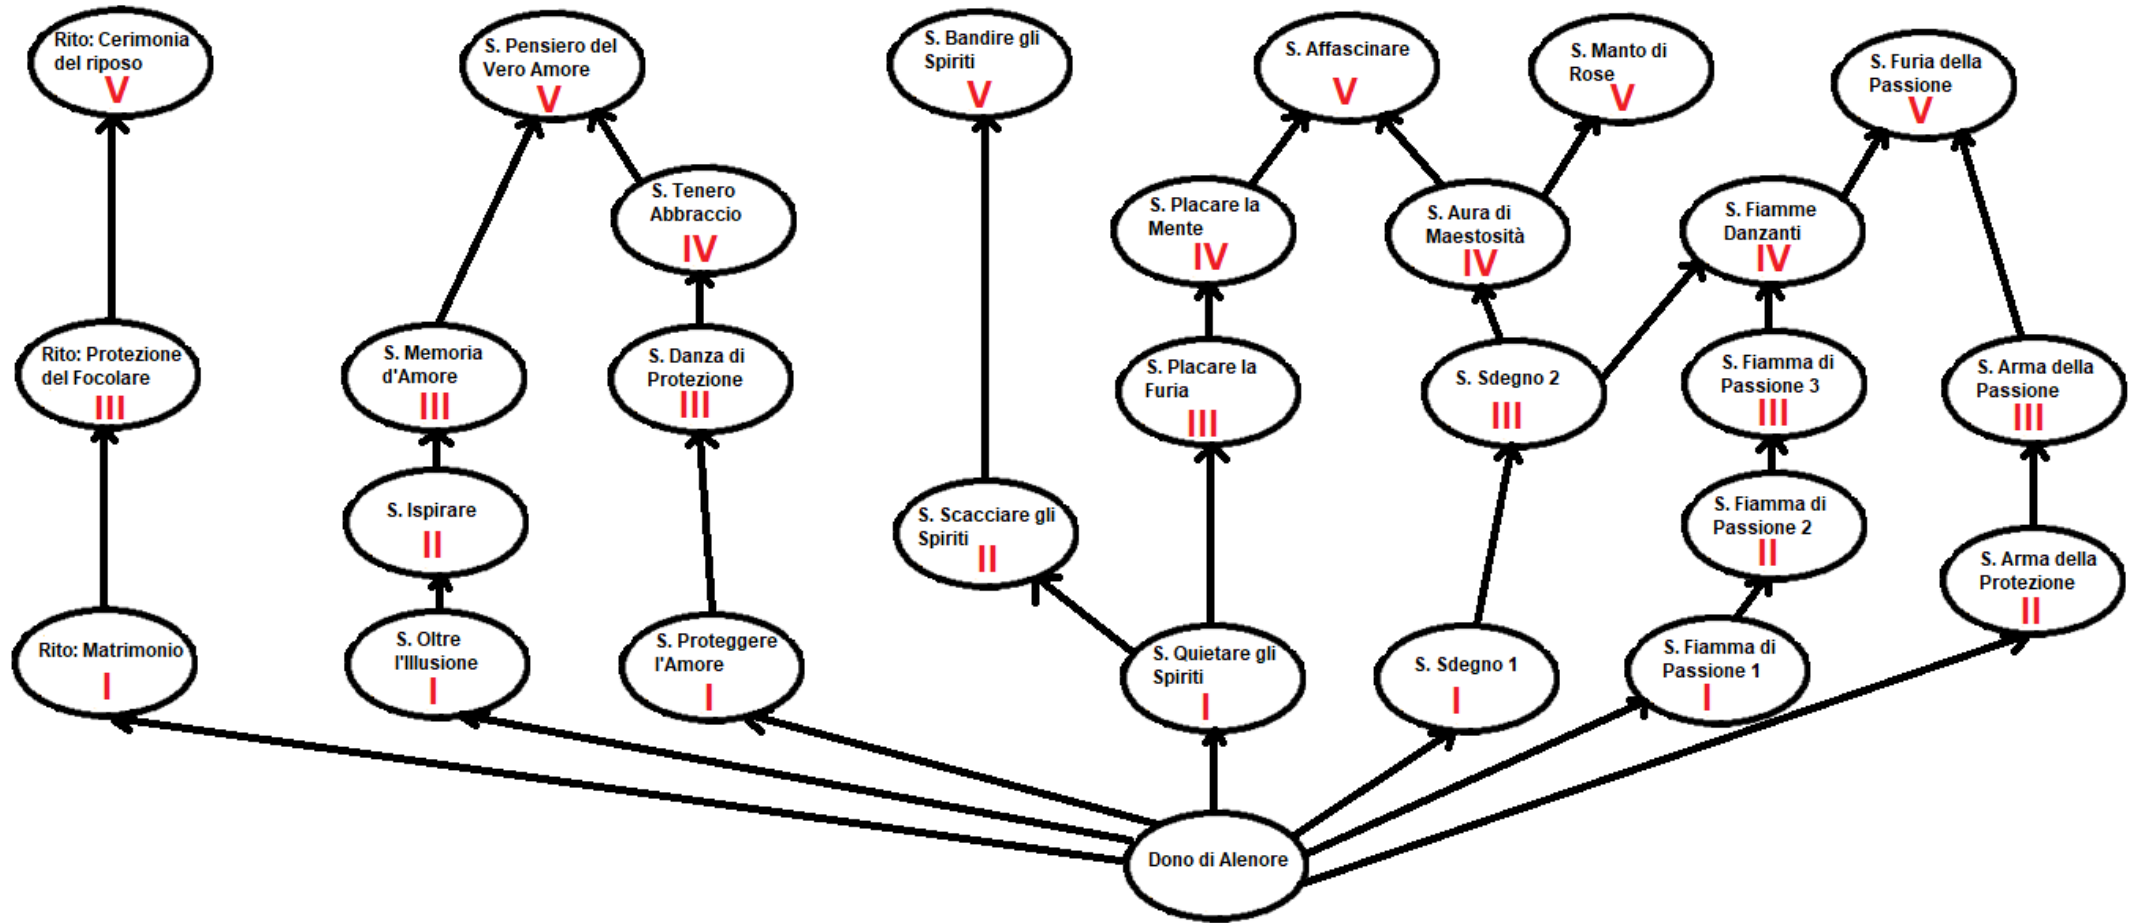 Rito: Cerimonia
del riposo
V
S. Pensiero del
Vero Amore
V
S. Bandire gli
Spiriti
V
S. Affascinare
V
S. Manto di
Rose
V
S. Furia della
Passione
V
S. Tenero
Abbraccio
IV
S. Placare la
Mente
IV
S. Aura di
Maestosità
IV
S. Fiamme
Danzanti
IV
Rito: Protezione
del Focolare
III
S. Memoria
d'Amore
III
S. Danza di
Protezione
III
S. Placare la
Furia
III
S. Sdegno 2
III
S. Fiamma di
Passione 3
III
S. Arma della
Passione
III
S. Ispirare
II
S. Scacciare gli
Spiriti
II
S. Fiamma di
Passione 2
II
S. Arma della
Protezione
II
Rito: Matrimonio
I
S. Oltre
l'Illusione
I
S. Proteggere
l'Amore
I
S. Quietare gli
Spiriti
I
S. Sdegno 1
I
S. Fiamma di
Passione 1
I
Dono di Alenore